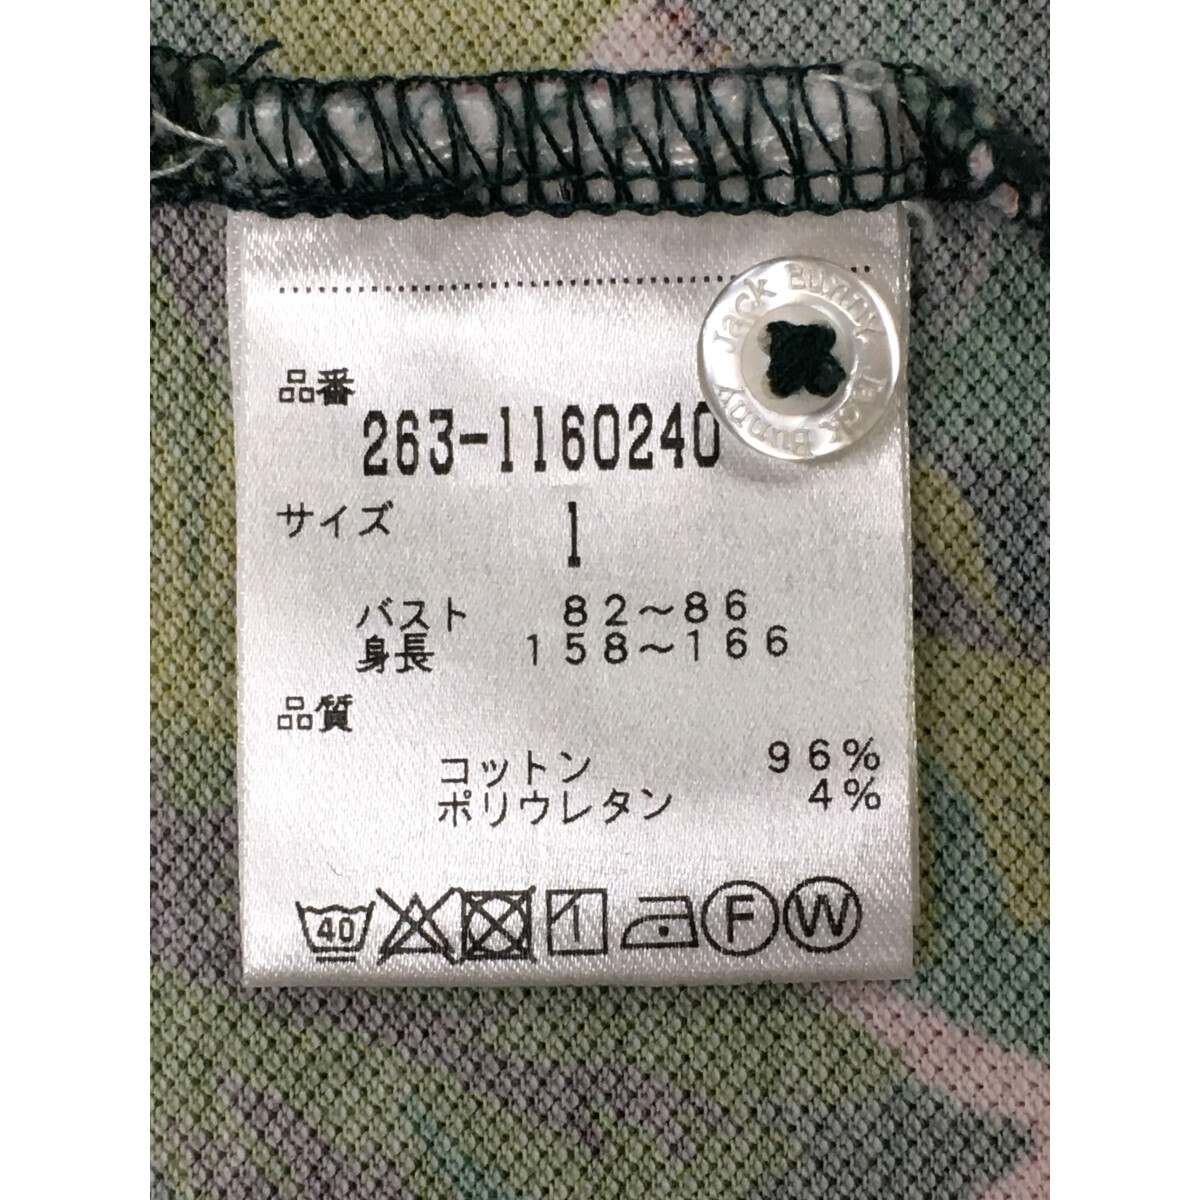 Jack Bunny
Jack Bunny
品番
263-1160240
サイズ
1
バスト 82～86
身長 158～166
品質
コットン 96%
ポリウレタン 4%
40
F
W